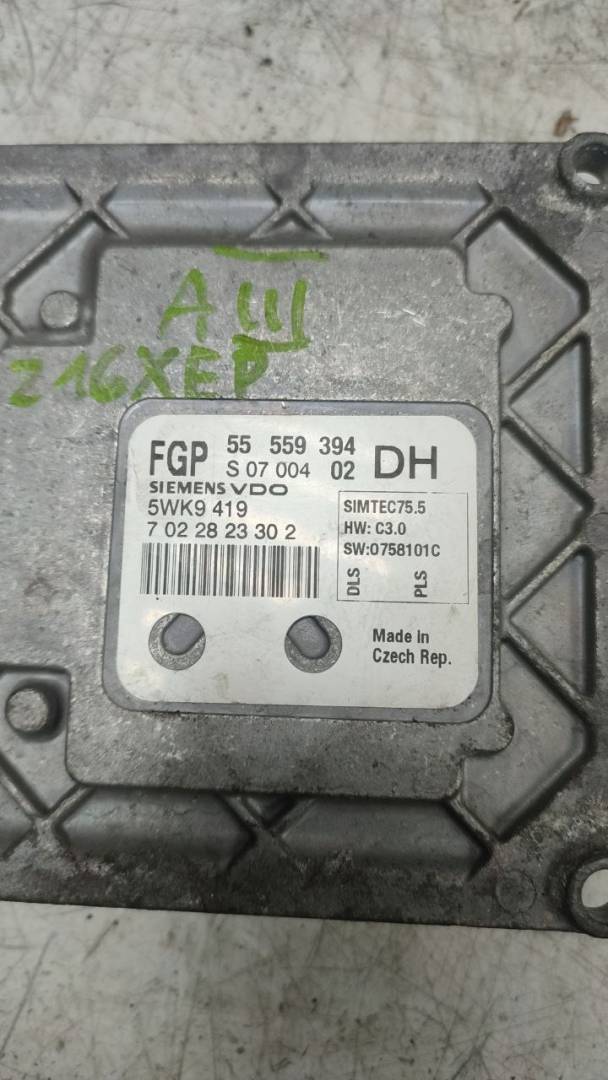 A III
Z16XEP
FGP 55 559 394 DH
S 07 004 02
SIEMENS VDO
5WK9 419
7 02 28 23 30 2
SIMTEC75.5
HW: C3.0
SW:0758101C
DLS PLS
Made in
Czech Rep.